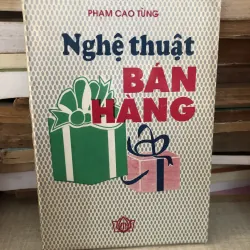 PHẠM CAO TÙNG
Nghệ thuật
BÁN
HÀNG